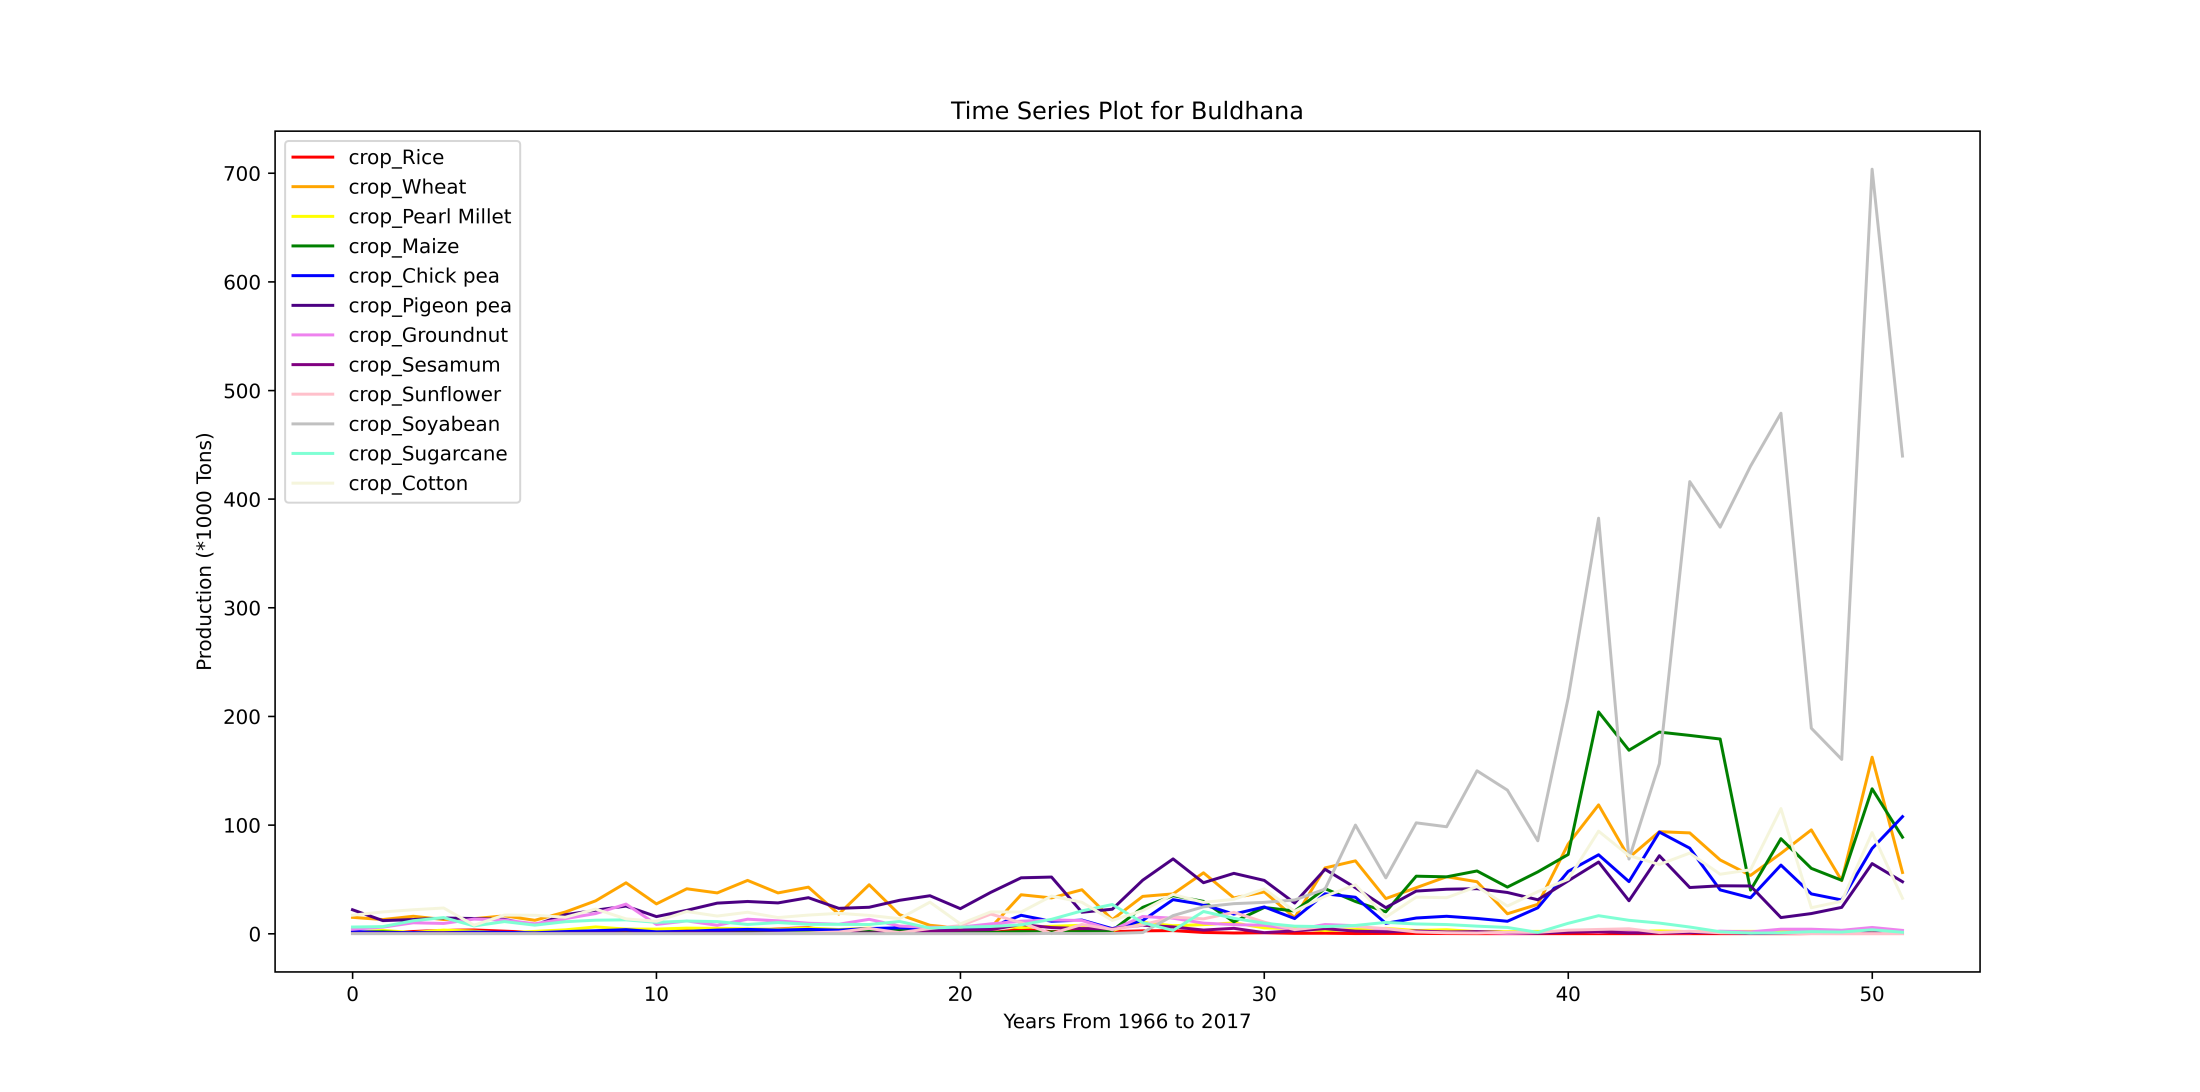 Time Series Plot for Buldhana
crop_Rice
crop_Wheat
crop_Pearl Millet
crop_Maize
crop_Chick pea
crop_Pigeon pea
crop_Groundnut
crop_Sesamum
crop_Sunflower
crop_Soyabean
crop_Sugarcane
crop_Cotton
Production (*1000 Tons)
700
600
500
400
300
200
100
0
0 10 20 30 40 50
Years From 1966 to 2017